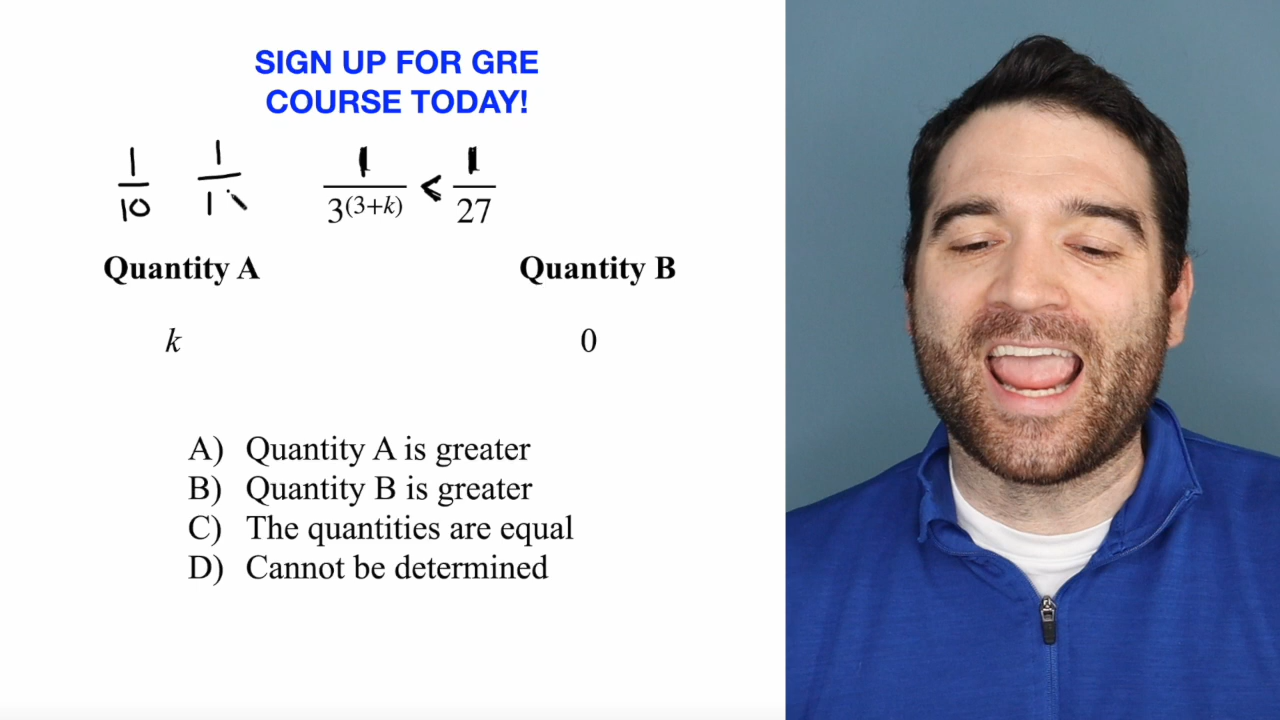 SIGN UP FOR GRE
COURSE TODAY!
1/10 1/1 1/3^(3+k) < 1/27
Quantity A Quantity B
k 0
A) Quantity A is greater
B) Quantity B is greater
C) The quantities are equal
D) Cannot be determined